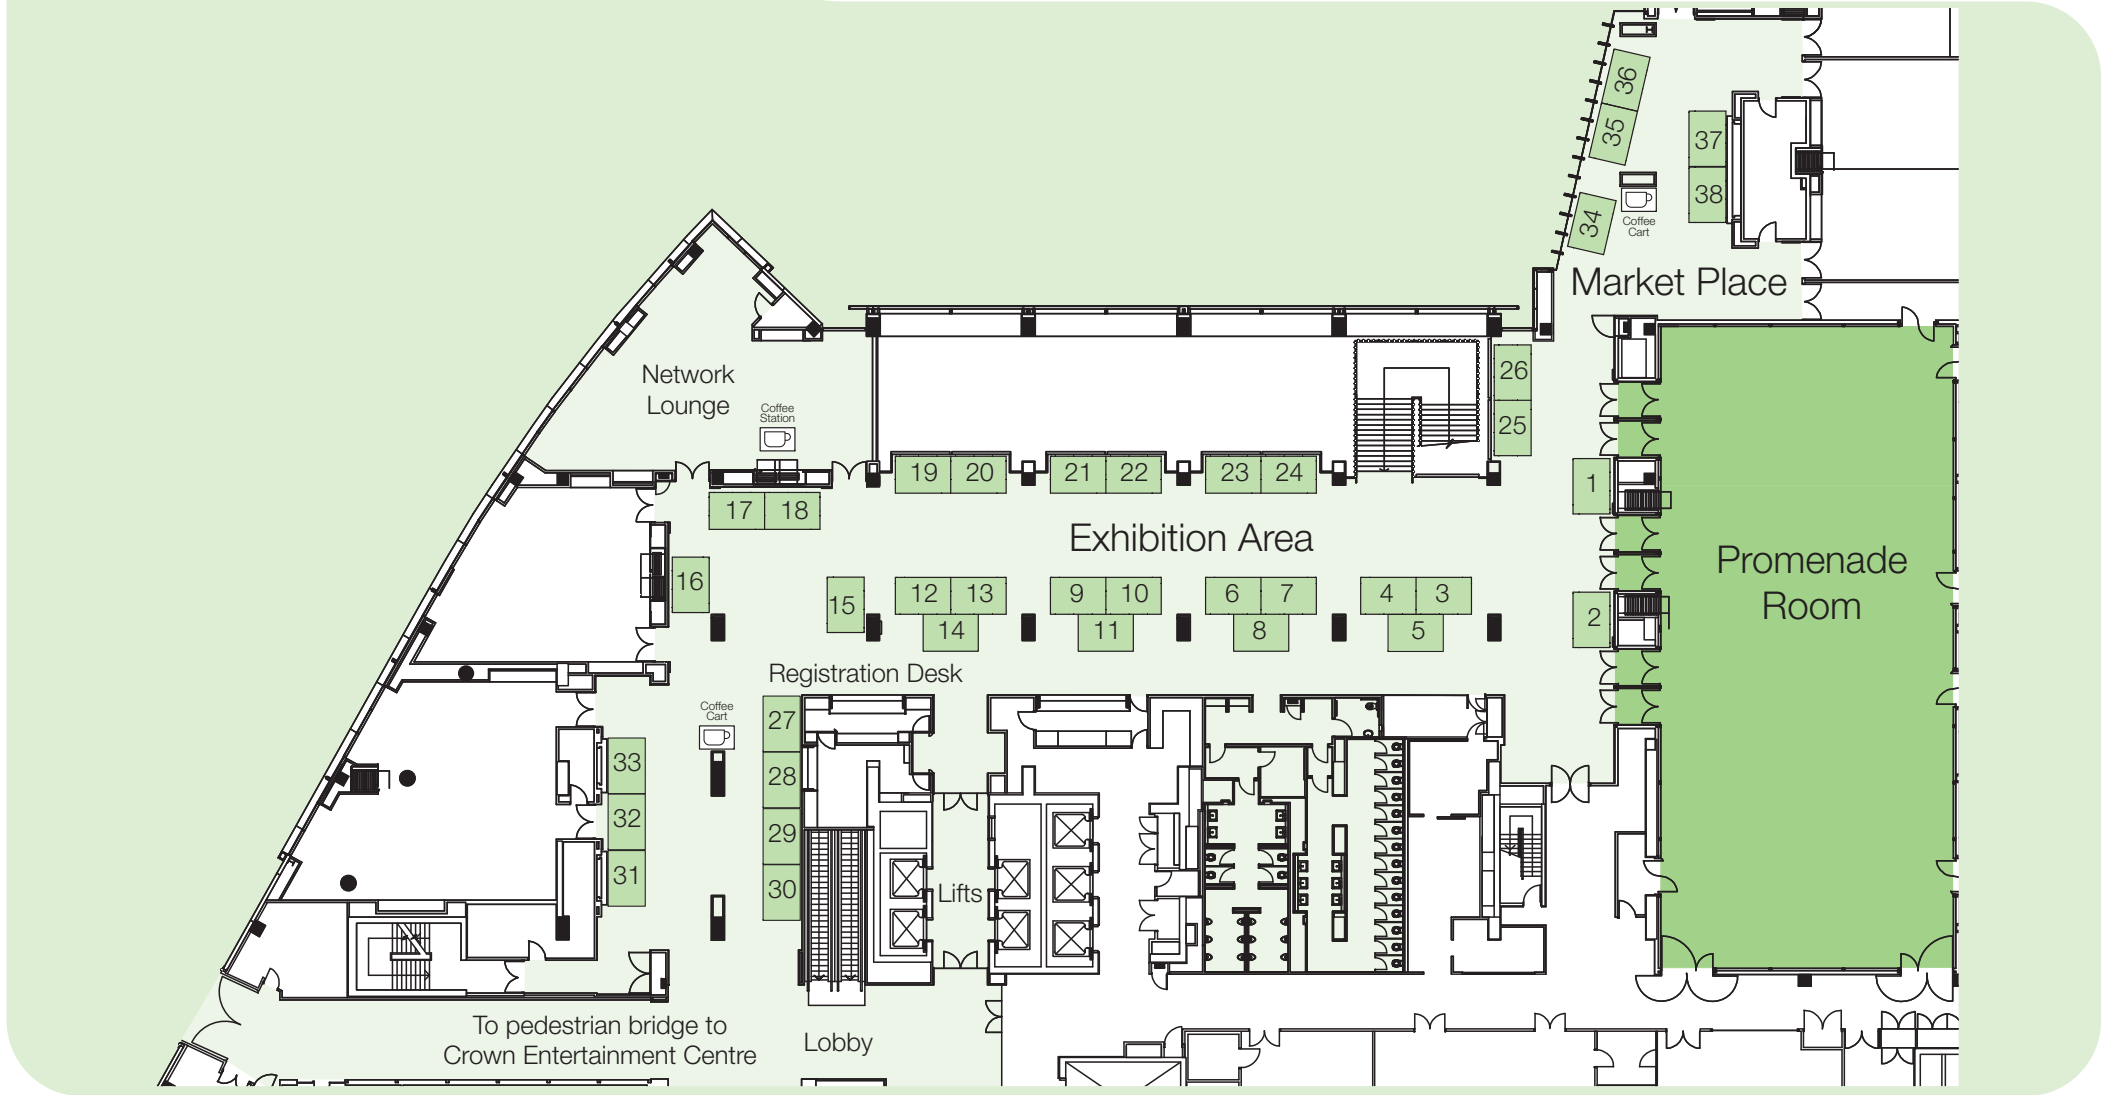 36
35
37
38
34
Coffee
Cart
Market Place
Network
Lounge
Coffee
Station
26
25
19 20 21 22 23 24
1
17 18
Exhibition Area
Promenade
Room
16
15
12 13 9 10 6 7 4 3
14 11 8 5
2
Registration Desk
Coffee
Cart
27
28
29
30
33
32
31
Lifts
To pedestrian bridge to
Crown Entertainment Centre
Lobby